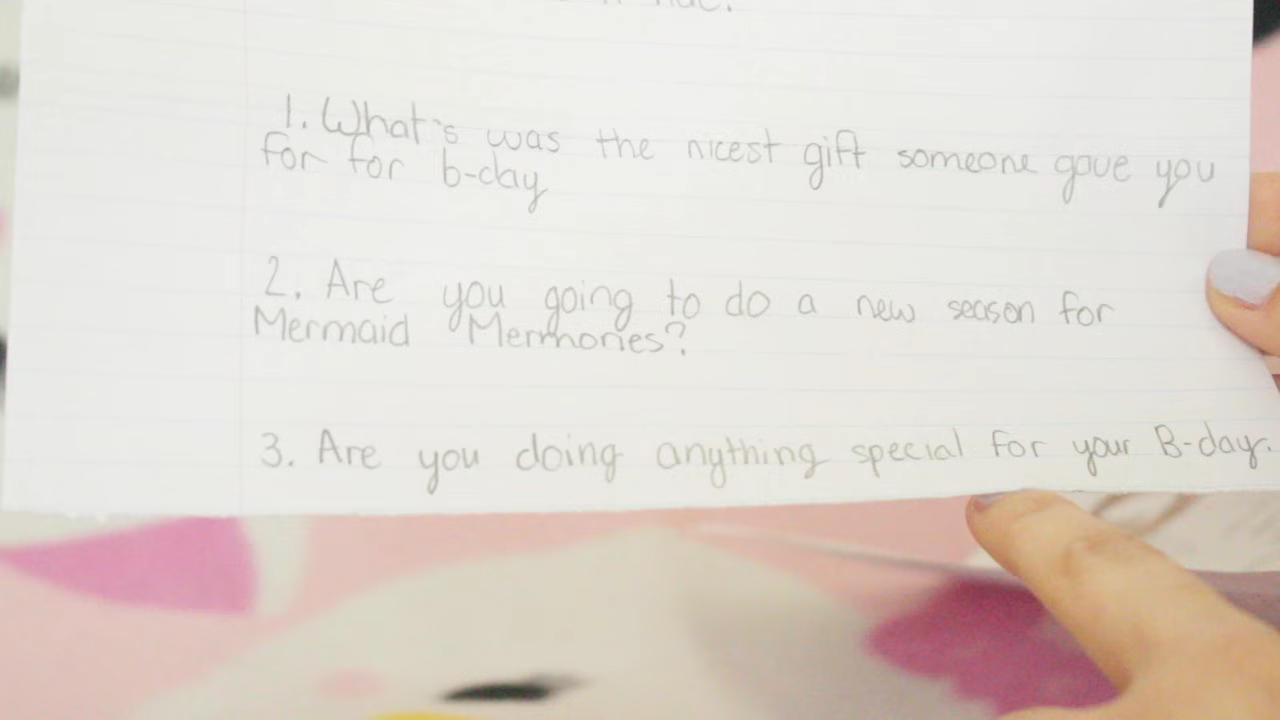 1. What's was the nicest gift someone gave you
for for b-day
2. Are you going to do a new season for
Mermaid Mermories?
3. Are you doing anything special for your B-day.